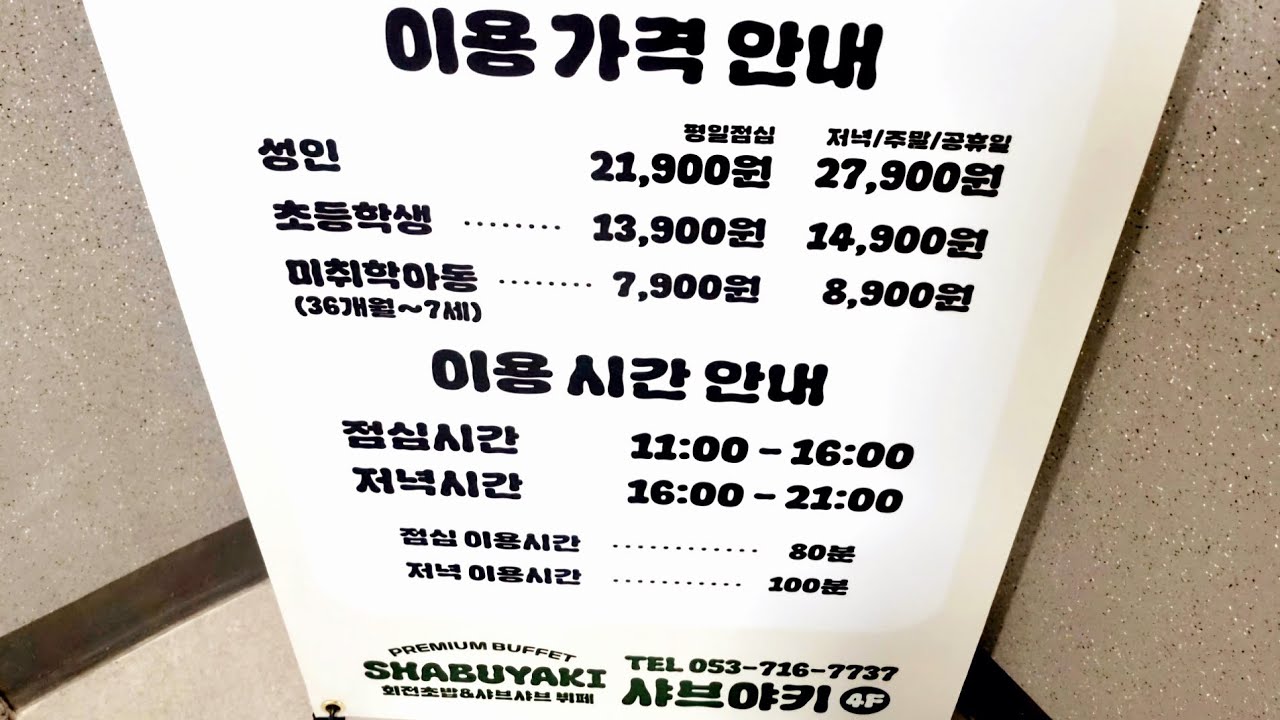 이용 가격 안내
평일점심 저녁/주말/공휴일
성인 21,900원 27,900원
초등학생 ········ 13,900원 14,900원
미취학아동 ········ 7,900원 8,900원
(36개월~7세)
이용 시간 안내
점심시간 11:00 - 16:00
저녁시간 16:00 - 21:00
점심 이용시간 ············ 80분
저녁 이용시간 ··········· 100분
PREMIUM BUFFET
SHABUYAKI
회전초밥&샤브샤브 뷔페
TEL 053-716-7737
샤브야키 4F